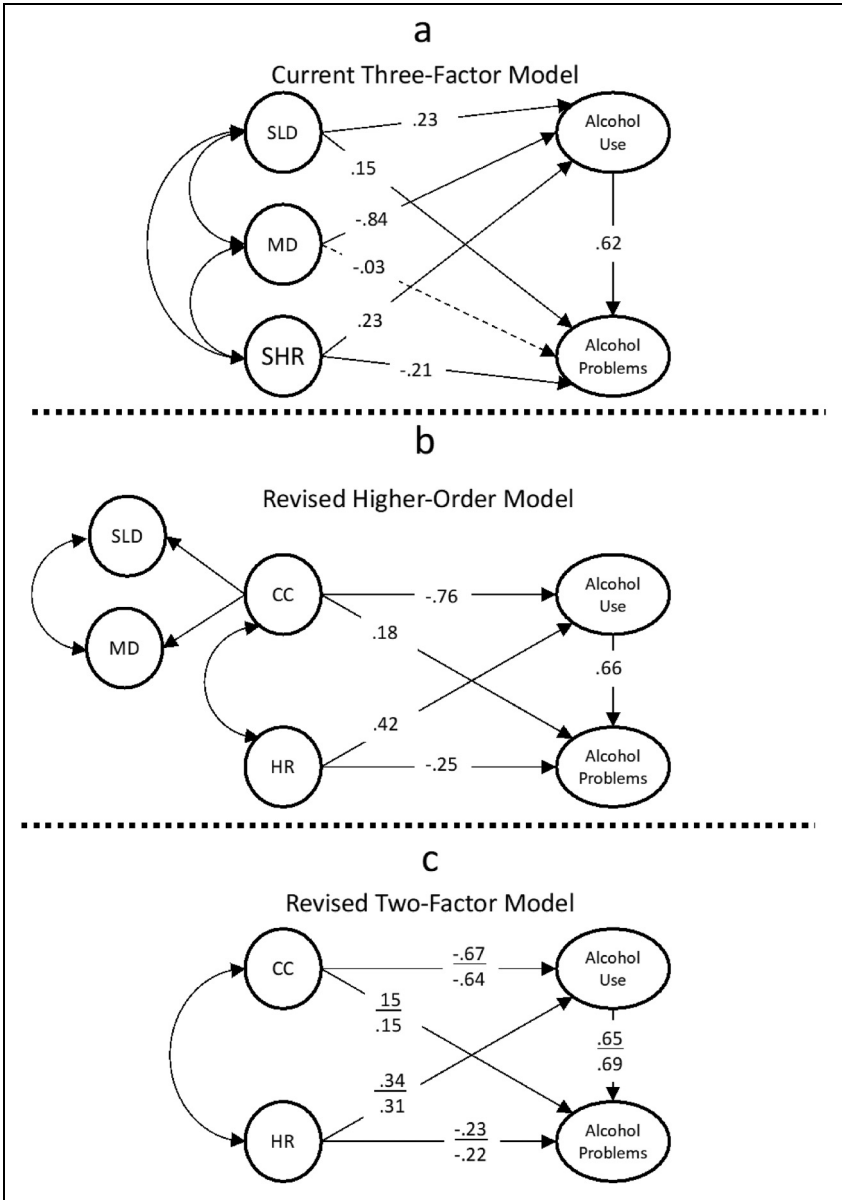 a
Current Three-Factor Model
SLD
.23
Alcohol
Use
.15
MD
-.84
-.03
.62
.23
SHR
-.21
Alcohol
Problems
b
Revised Higher-Order Model
SLD
CC
-.76
Alcohol
Use
.18
MD
.66
.42
HR
-.25
Alcohol
Problems
c
Revised Two-Factor Model
CC
-.67
-.64
Alcohol
Use
15
.15
.65
.69
.34
.31
HR
-.23
-.22
Alcohol
Problems